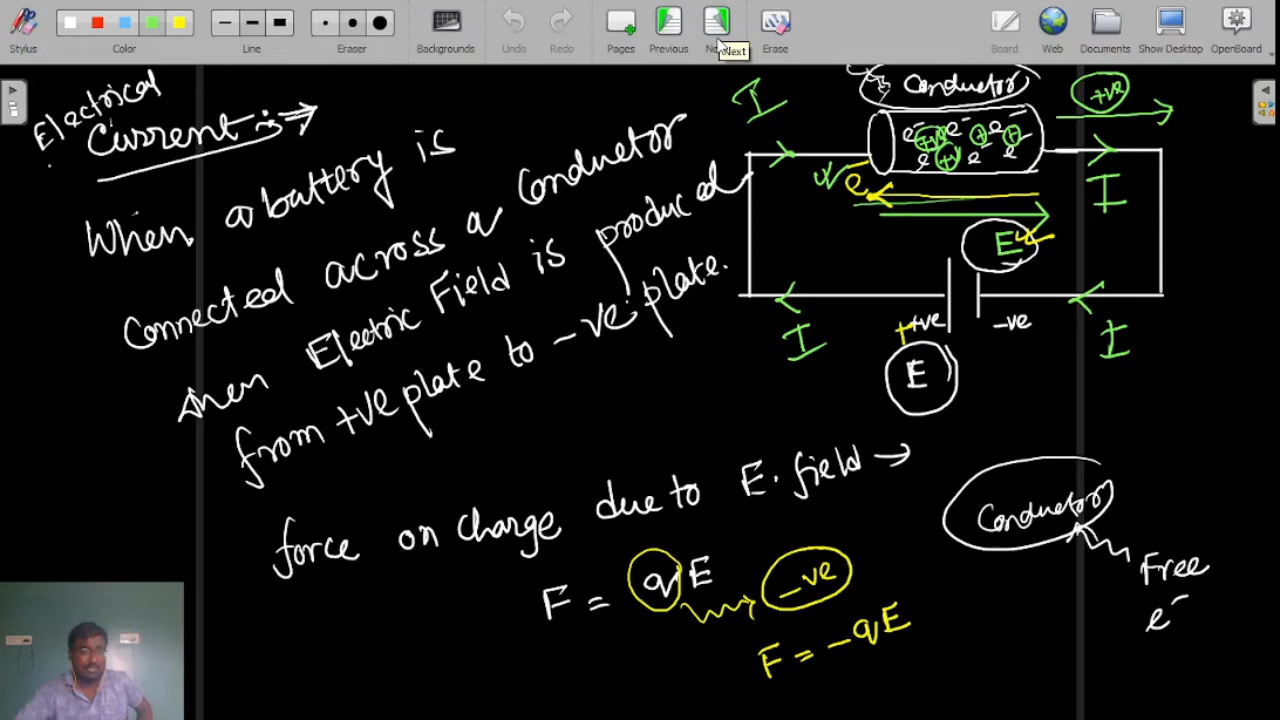 Stylus
Color
Line
Eraser
Backgrounds
Undo
Redo
Pages
Previous
Next
Erase
Board
Web
Documents
Show Desktop
OpenBoard
Electrical
Current :⇒
When a battery is
Connected across a Conductor
then Electric Field is produced
from +ve plate to -ve plate.
force on charge due to E. field →
F = qE
-ve
F = -qE
Conductor
+ve
I
e⁻ +ve e⁻ e⁻ +
e +ve e + e
e
I
E
+ve
-ve
I
I
E
Conductor
Free
e⁻